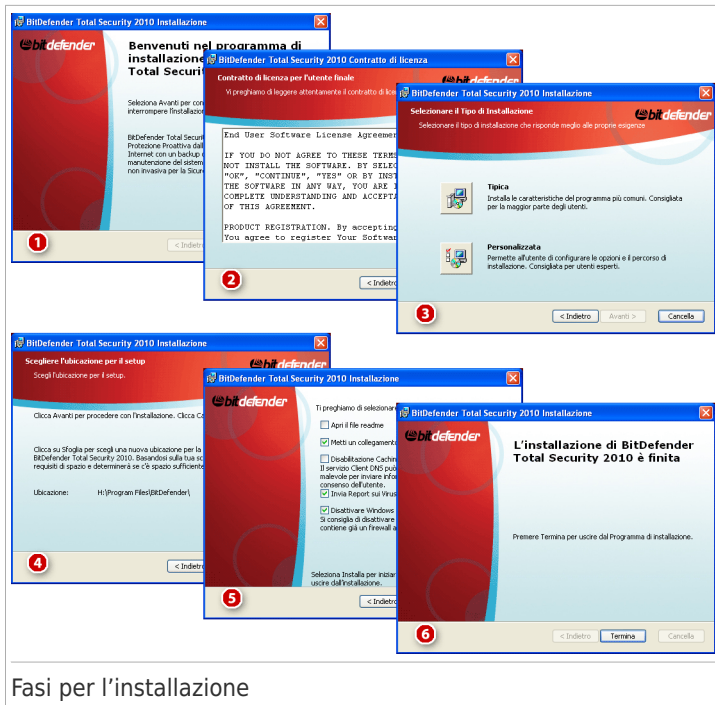 BitDefender Total Security 2010 Installazione
bitdefender
Benvenuti nel programma di
installazione
Total Securi
Seleziona Avanti per con
interrompere l'installazion
BitDefender Total Securit
Protezione Proattiva dall
Internet con un backup
manutenzione del sistem
non invasiva per la Sicur
< Indietro
1
BitDefender Total Security 2010 Contratto di licenza
Contratto di licenza per l'utente finale
bitdefender
Vi preghiamo di leggere attentamente il contratto di lice
End User Software License Agreemen
IF YOU DO NOT AGREE TO THESE TERMS
NOT INSTALL THE SOFTWARE. BY SELEC
"OK", "CONTINUE", "YES" OR BY INST
THE SOFTWARE IN ANY WAY, YOU ARE I
COMPLETE UNDERSTANDING AND ACCEPTA
OF THIS AGREEMENT.
PRODUCT REGISTRATION. By accepting
You agree to register Your Softwar
2
< Indietro
BitDefender Total Security 2010 Installazione
Selezionare il Tipo di Installazione
bitdefender
Selezionare il tipo di installazione che risponde meglio alle proprie esigenze
Tipica
Installa le caratteristiche del programma più comuni. Consigliata
per la maggior parte degli utenti.
Personalizzata
Permette all'utente di configurare le opzioni e il percorso di
installazione. Consigliata per utenti esperti.
3
< Indietro Avanti > Cancella
BitDefender Total Security 2010 Installazione
Scegliere l'ubicazione per il setup
bitdefender
Scegli l'ubicazione per il setup.
Clicca Avanti per procedere con l'installazione. Clicca Ca
Clicca su Sfoglia per scegli una nuova ubicazione per la
BitDefender Total Security 2010. Basandosi sulla tua sc
requisiti di spazio e determinerà se c'è spazio sufficiente
Ubicazione: H:\Program Files\BitDefender\
4
< Indietro
BitDefender Total Security 2010 Installazione
bitdefender
Ti preghiamo di selezionare
Apri il file readme
Metti un collegamento
Disabilitazione Cachin
Il servizio Client DNS può
malevole per inviare infor
consenso dell'utente.
Invia Report sui Virus
Disattivare Windows
Si consiglia di disattivare
contiene già un firewall a
Seleziona Installa per iniziar
uscire dall'installazione.
5
< Indietro
BitDefender Total Security 2010 Installazione
bitdefender
L'installazione di BitDefender
Total Security 2010 è finita
Premere Termina per uscire dal Programma di installazione.
6
< Indietro Termina Cancella
Fasi per l'installazione